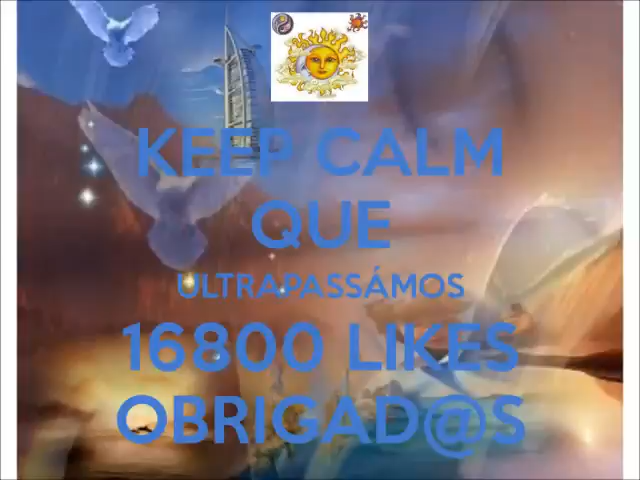 KEEP CALM
QUE
ULTRAPASSÁMOS
16800 LIKES
OBRIGAD@S